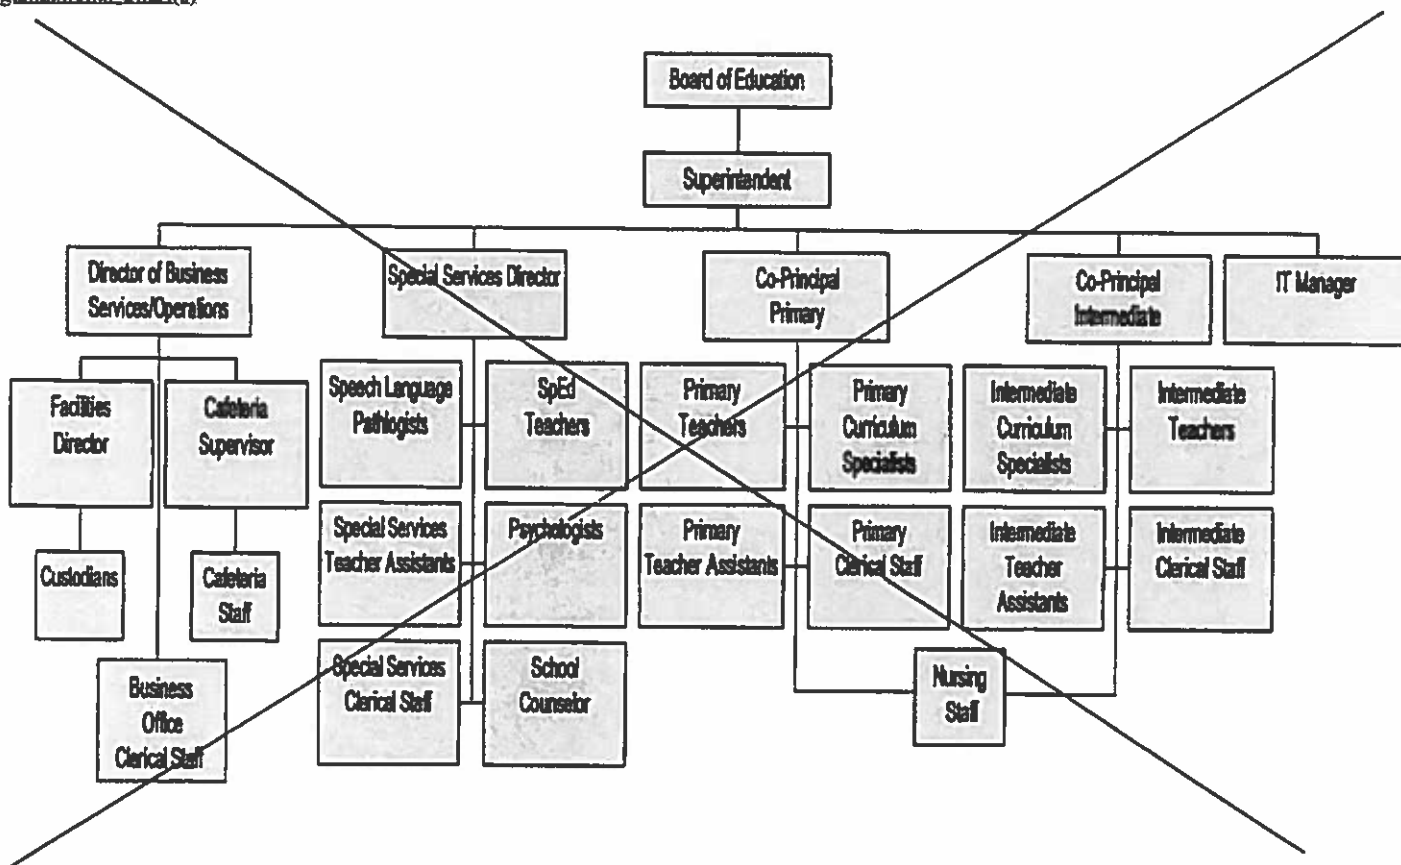 Board of Education
Superintendent
Director of Business
Services/Operations
Special Services Director
Co-Principal
Primary
Co-Principal
Intermediate
IT Manager
Facilities
Director
Cafeteria
Supervisor
Speech Language
Pathlogists
SpEd
Teachers
Primary
Teachers
Primary
Curriculum
Specialists
Intermediate
Curriculum
Specialists
Intermediate
Teachers
Custodians
Cafeteria
Staff
Special Services
Teacher Assistants
Psychologists
Primary
Teacher Assistants
Primary
Clerical Staff
Intermediate
Teacher
Assistants
Intermediate
Clerical Staff
Business
Office
Clerical Staff
Special Services
Clerical Staff
School
Counselor
Nursing
Staff